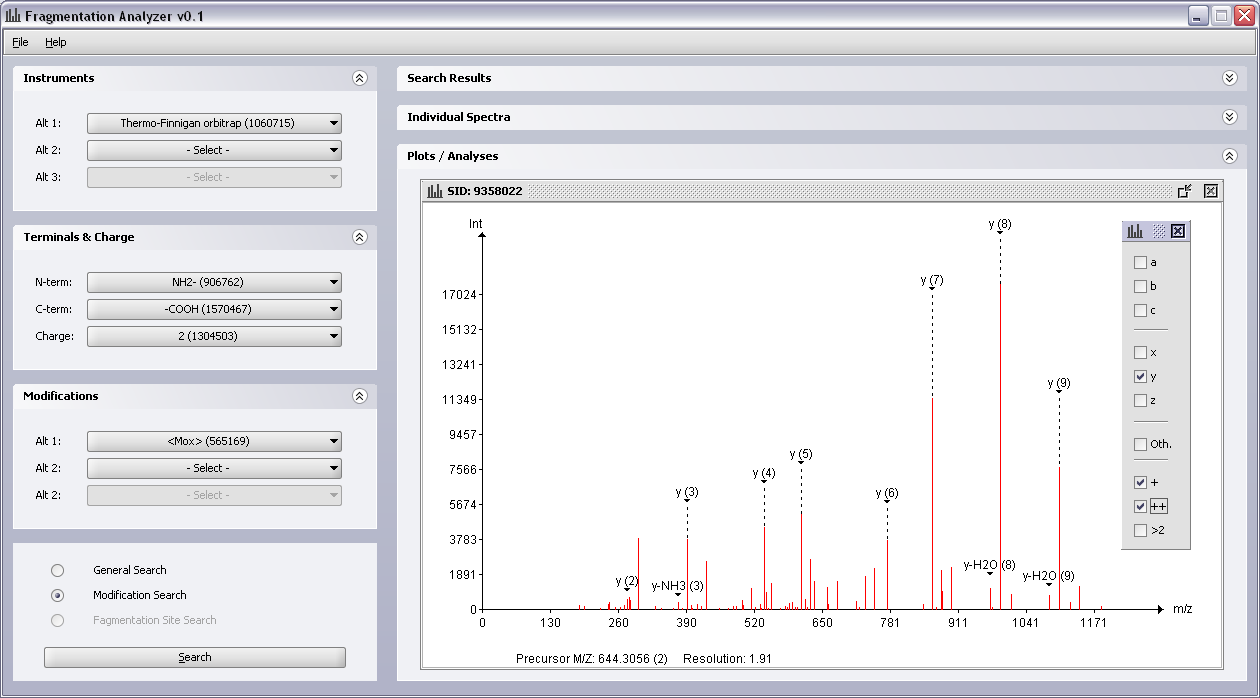 Fragmentation Analyzer v0.1
File Help
Instruments
Alt 1: Thermo-Finnigan orbitrap (1060715)
Alt 2: - Select -
Alt 3: - Select -
Terminals & Charge
N-term: NH2- (906762)
C-term: -COOH (1570467)
Charge: 2 (1304503)
Modifications
Alt 1: <Mox> (565169)
Alt 2: - Select -
Alt 2: - Select -
General Search
Modification Search
Fagmentation Site Search
Search
Search Results
Individual Spectra
Plots / Analyses
SID: 9358022
Int
y (8)
y (7)
17024
15132
13241
11349
9457
7566
5674
3783
1891
0
y (9)
y (5)
y (4)
y (3)
y (6)
y-H2O (8)
y-H2O (9)
y (2)
y-NH3 (3)
m/z
0 130 260 390 520 650 781 911 1041 1171
Precursor M/Z: 644.3056 (2) Resolution: 1.91
a
b
c
x
y
z
Oth.
+
++
>2